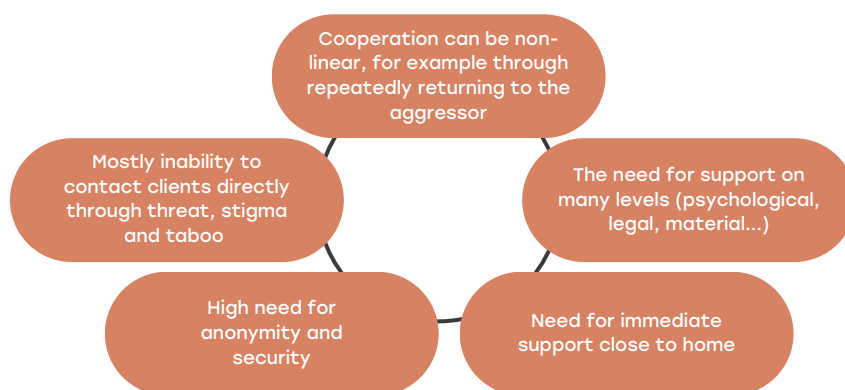 Cooperation can be non-
linear, for example through
repeatedly returning to the
aggressor
Mostly inability to
contact clients directly
through threat, stigma
and taboo
The need for support on
many levels (psychological,
legal, material...)
High need for
anonymity and
security
Need for immediate
support close to home